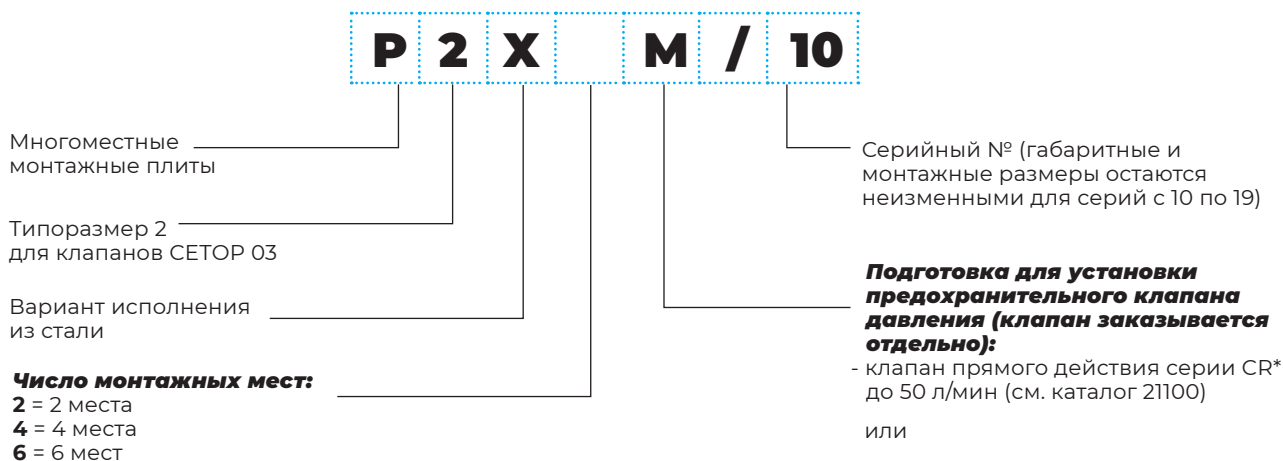 P 2 X M / 10
Многоместные
монтажные плиты
Типоразмер 2
для клапанов CETOP 03
Вариант исполнения
из стали
Число монтажных мест:
2 = 2 места
4 = 4 места
6 = 6 мест
Серийный № (габаритные и
монтажные размеры остаются
неизменными для серий с 10 по 19)
Подготовка для установки
предохранительного клапана
давления (клапан заказывается
отдельно):
- клапан прямого действия серии CR*
до 50 л/мин (см. каталог 21100)
или